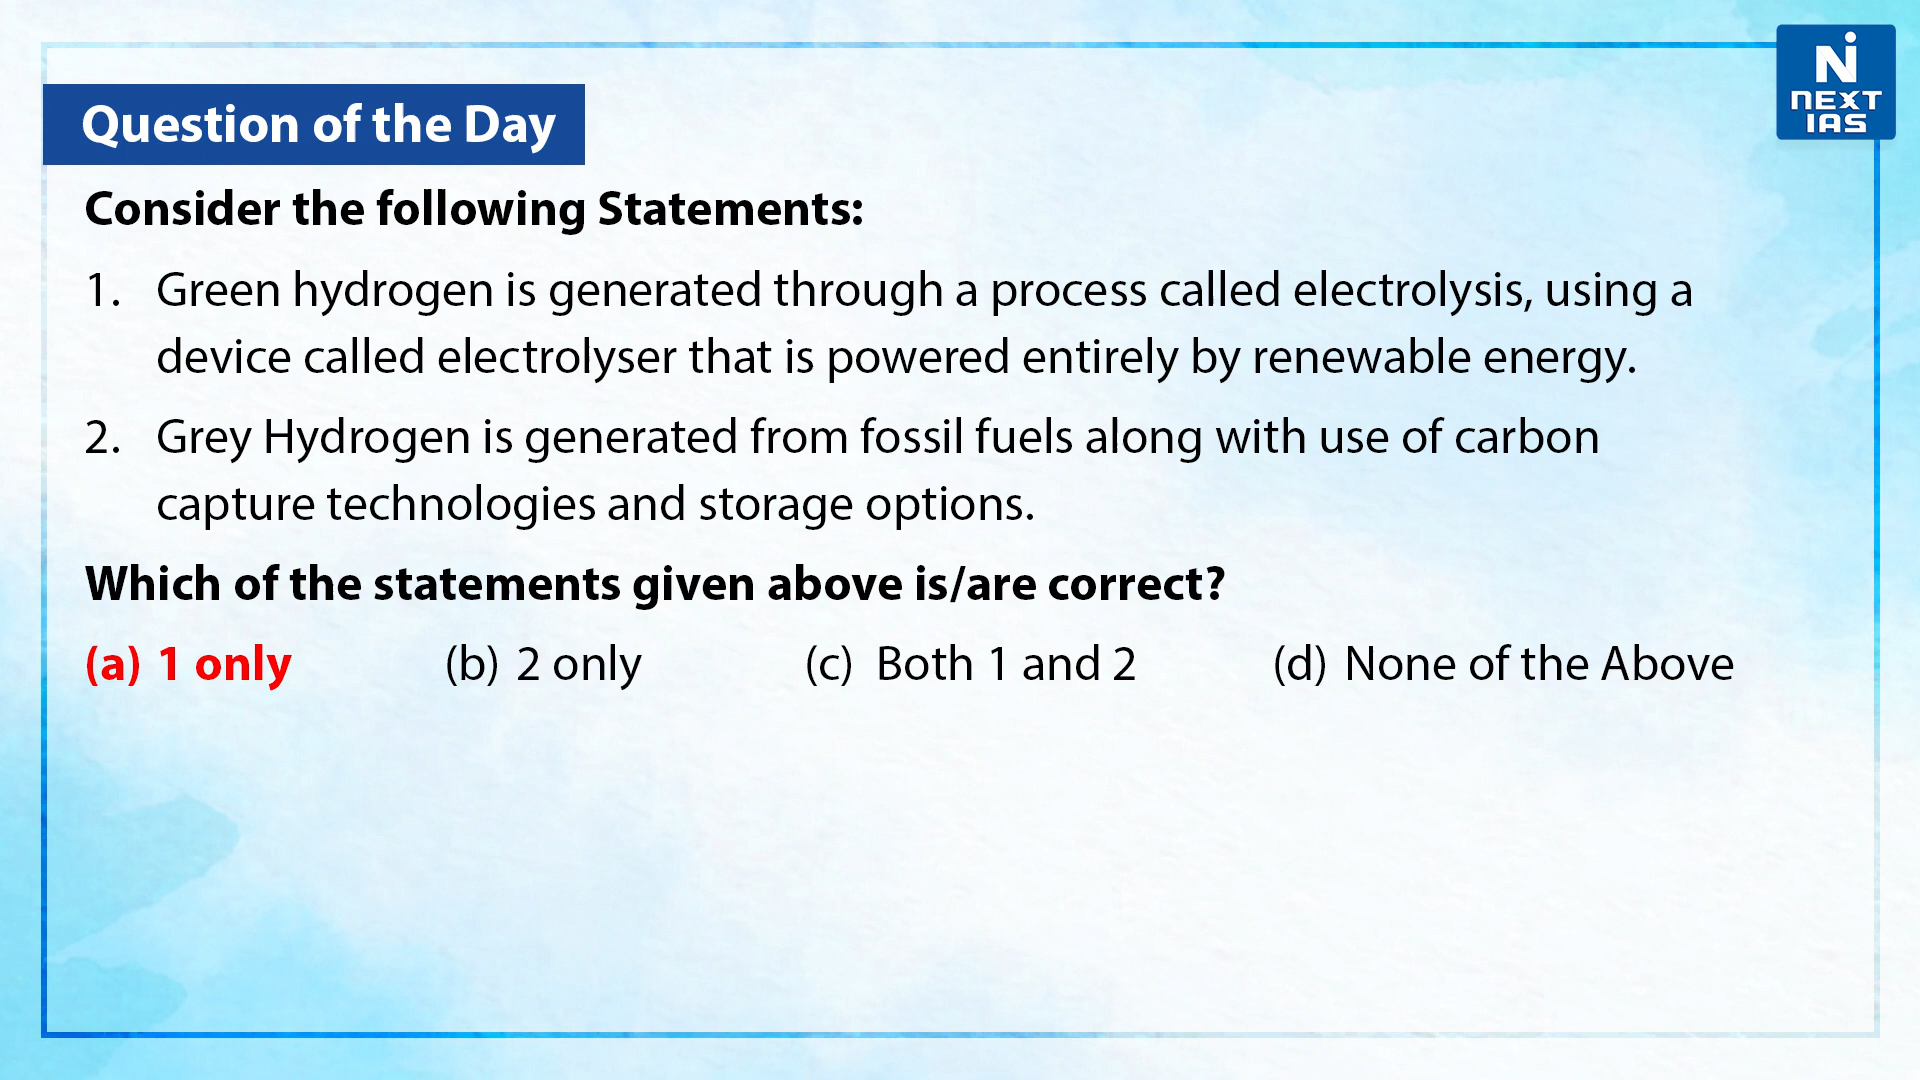 NEXT
IAS
Question of the Day
Consider the following Statements:
1. Green hydrogen is generated through a process called electrolysis, using a
device called electrolyser that is powered entirely by renewable energy.
2. Grey Hydrogen is generated from fossil fuels along with use of carbon
capture technologies and storage options.
Which of the statements given above is/are correct?
(a) 1 only (b) 2 only (c) Both 1 and 2 (d) None of the Above